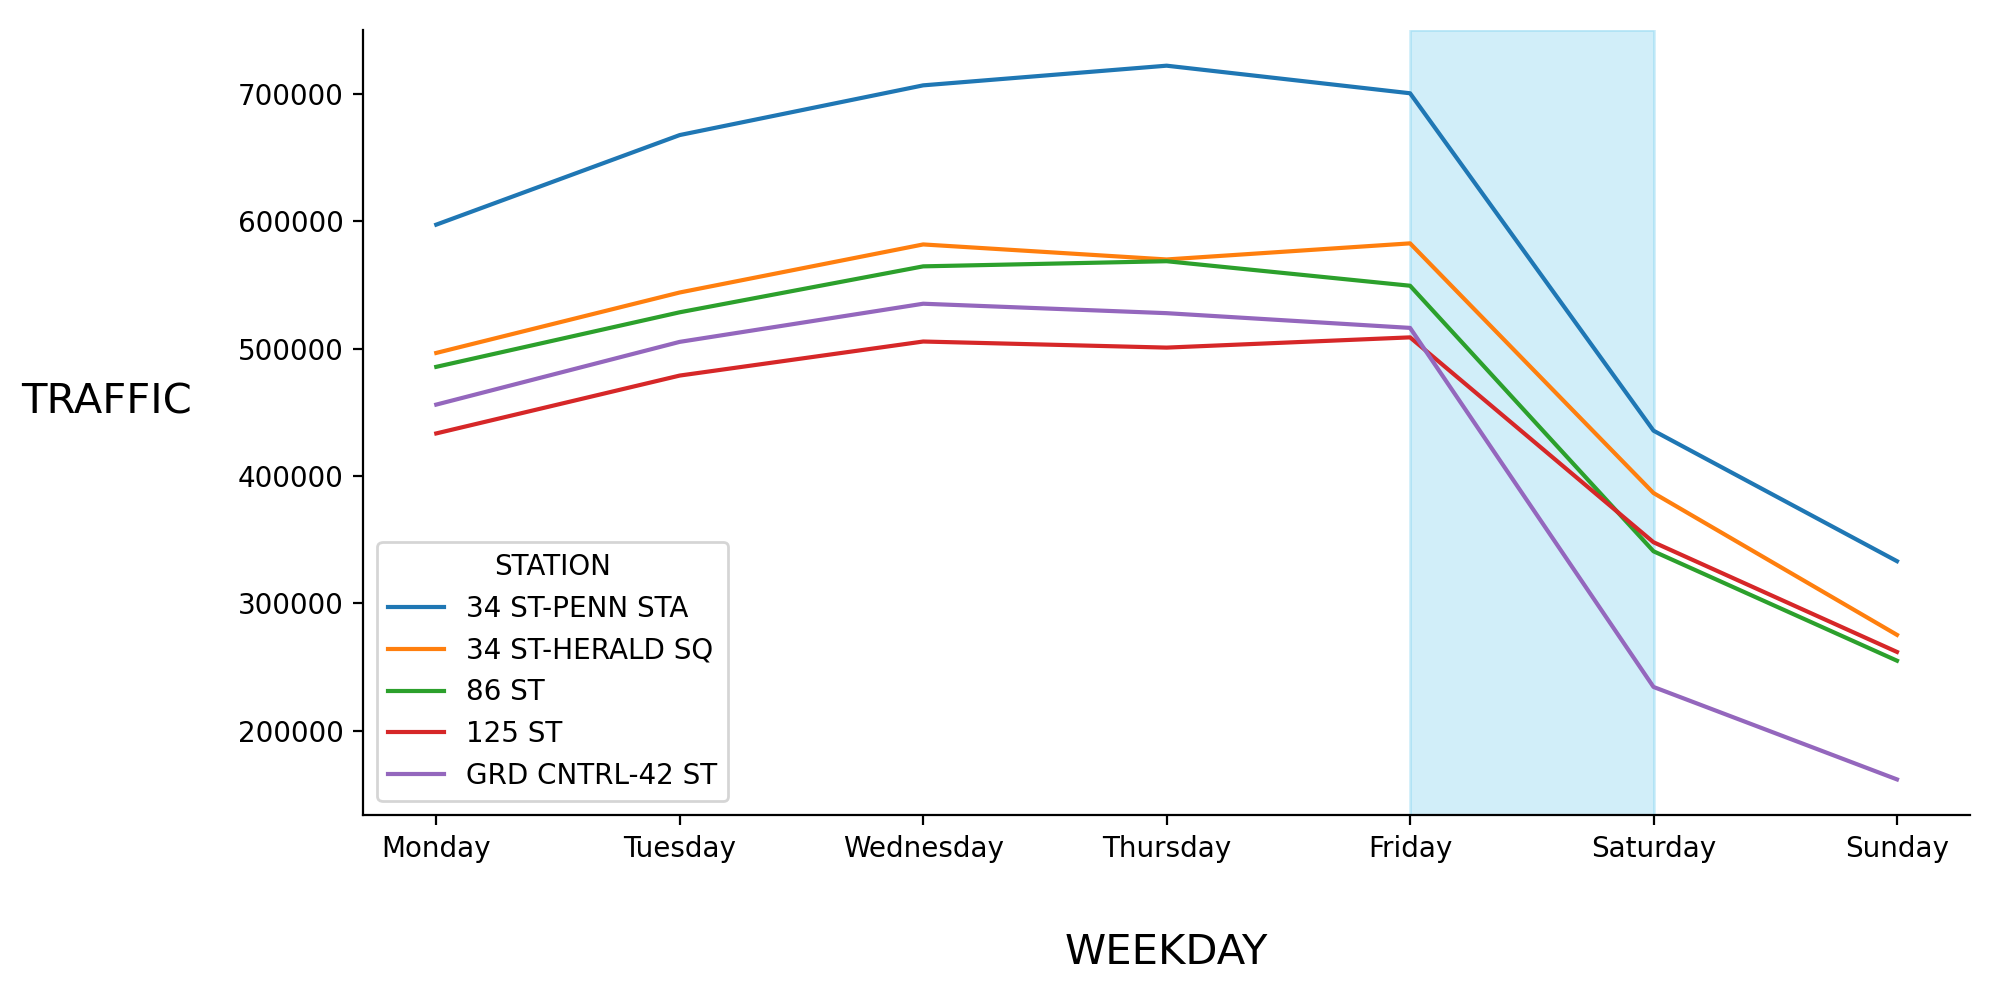 700000
600000
500000
400000
300000
200000
TRAFFIC
STATION
34 ST-PENN STA
34 ST-HERALD SQ
86 ST
125 ST
GRD CNTRL-42 ST
Monday Tuesday Wednesday Thursday Friday Saturday Sunday
WEEKDAY